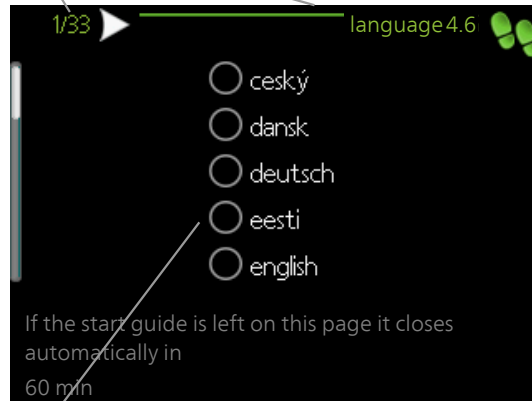 1/33
language 4.6
ceský
dansk
deutsch
eesti
english
If the start guide is left on this page it closes
automatically in
60 min